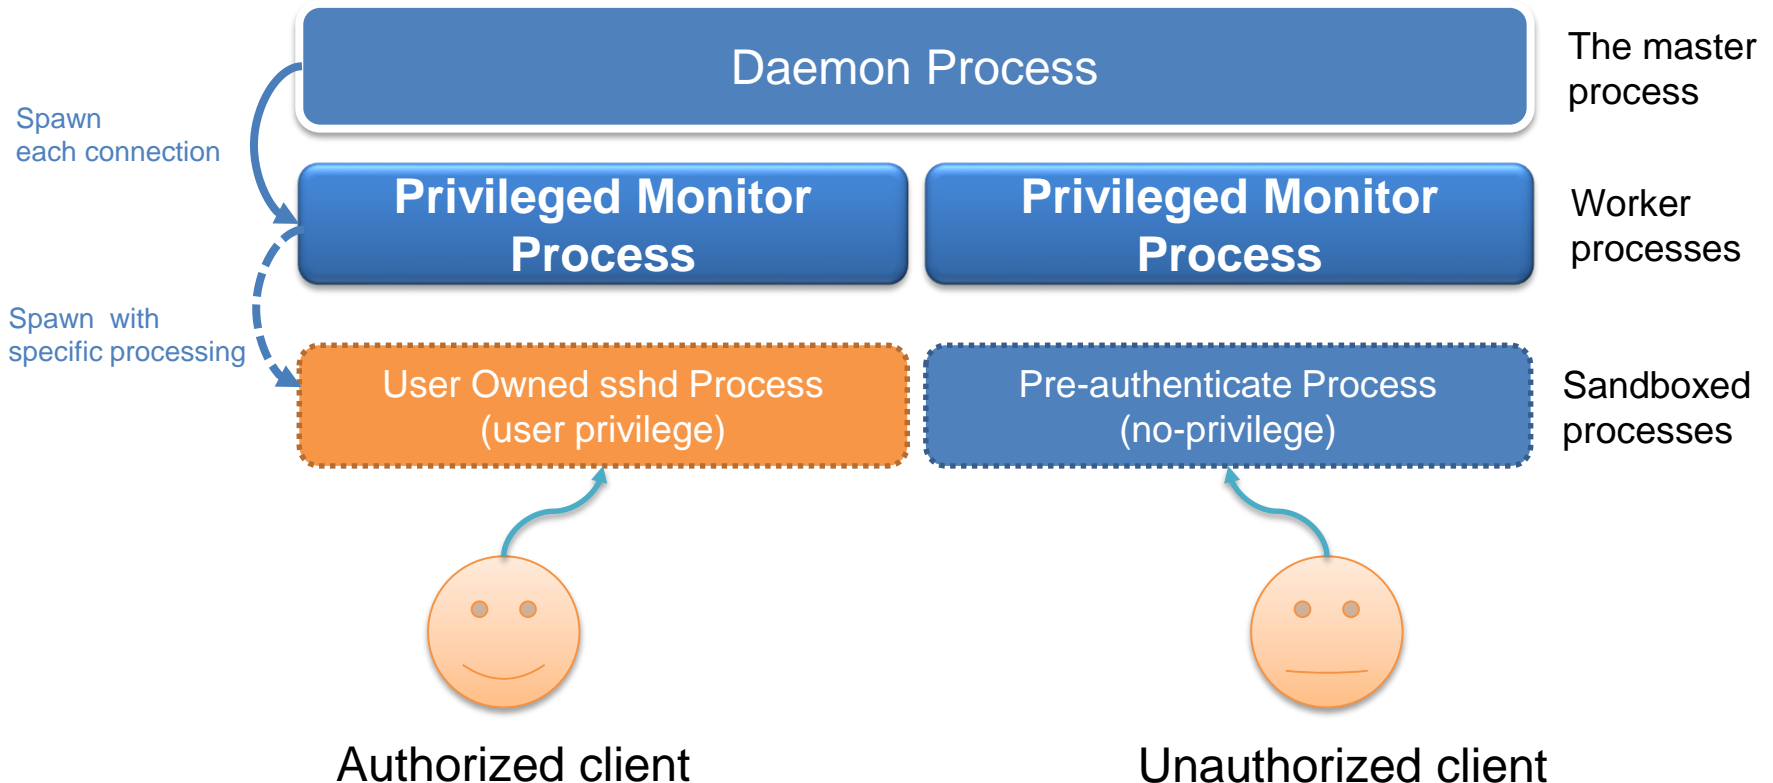 Daemon Process
The master
process
Spawn
each connection
Privileged Monitor
Process
Privileged Monitor
Process
Worker
processes
Spawn with
specific processing
User Owned sshd Process
(user privilege)
Pre-authenticate Process
(no-privilege)
Sandboxed
processes
Authorized client
Unauthorized client